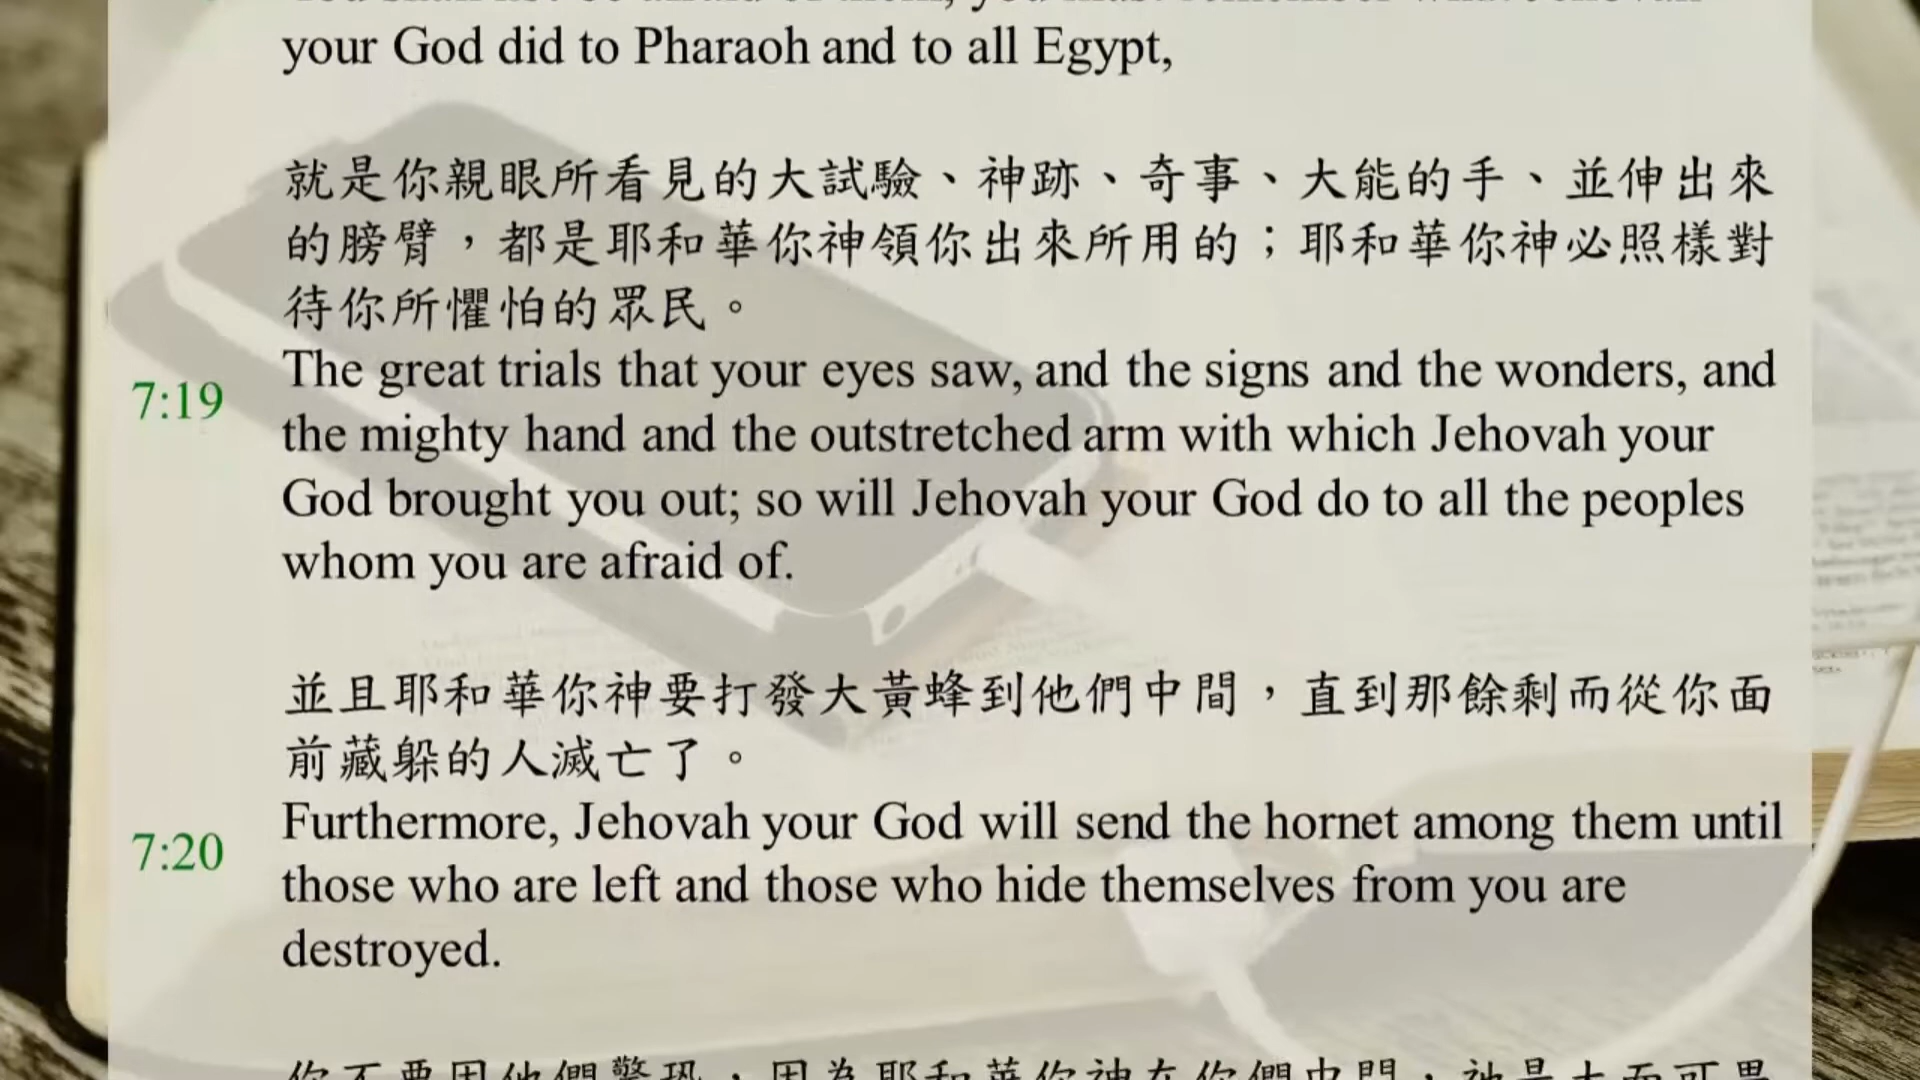 your God did to Pharaoh and to all Egypt,
就是你親眼所看見的大試驗、神跡、奇事、大能的手、並伸出來
的膀臂，都是耶和華你神領你出來所用的；耶和華你神必照樣對
待你所懼怕的眾民。
7:19
The great trials that your eyes saw, and the signs and the wonders, and
the mighty hand and the outstretched arm with which Jehovah your
God brought you out; so will Jehovah your God do to all the peoples
whom you are afraid of.
並且耶和華你神要打發大黃蜂到他們中間，直到那餘剩而從你面
前藏躲的人滅亡了。
7:20
Furthermore, Jehovah your God will send the hornet among them until
those who are left and those who hide themselves from you are
destroyed.